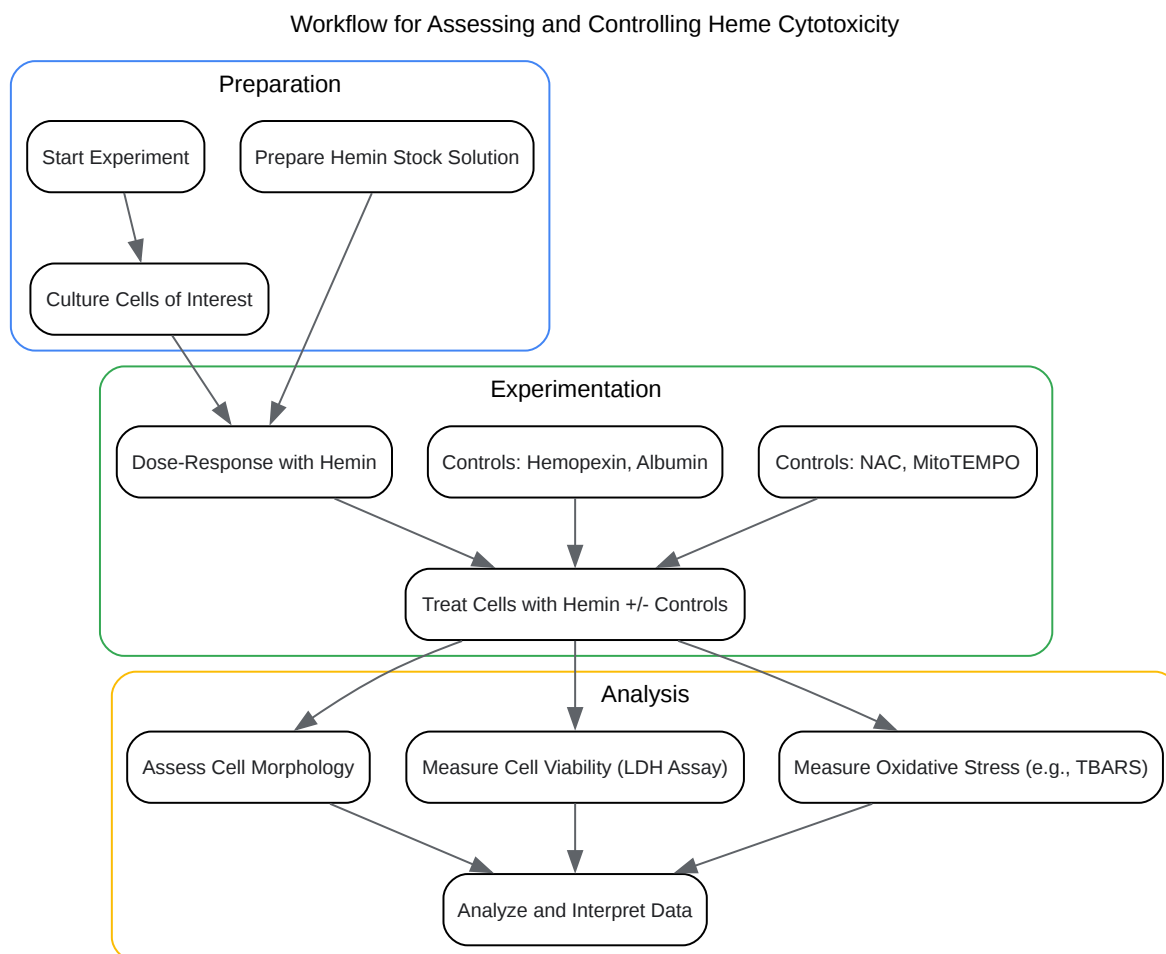 Workflow for Assessing and Controlling Heme Cytotoxicity
Preparation
Start Experiment
Prepare Hemin Stock Solution
Culture Cells of Interest
Experimentation
Dose-Response with Hemin
Controls: Hemopexin, Albumin
Controls: NAC, MitoTEMPO
Treat Cells with Hemin +/- Controls
Analysis
Assess Cell Morphology
Measure Cell Viability (LDH Assay)
Measure Oxidative Stress (e.g., TBARS)
Analyze and Interpret Data